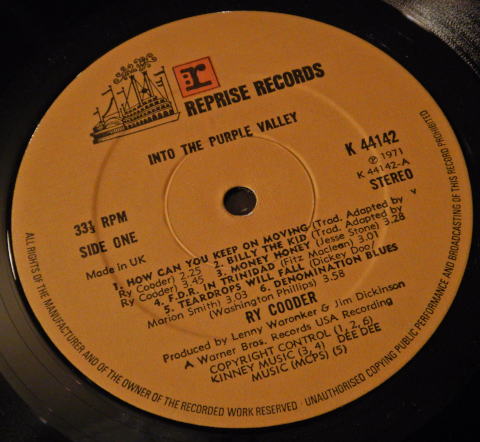 r
REPRISE RECORDS
INTO THE PURPLE VALLEY
K 44142
℗ 1971
K 44142-A
STEREO
33⅓ RPM
SIDE ONE
Made in UK
1. HOW CAN YOU KEEP ON MOVING (Trad. Adapted by
Ry Cooder) 2.25 2. BILLY THE KID (Trad. Adapted by
Ry Cooder) 3.45 3. MONEY HONEY (Jesse Stone) 3.28
4. F.D.R. IN TRINIDAD (Fritz Maclean) 3.01
5. TEARDROPS WILL FALL (Dickey Doo/
Marion Smith) 3.03 6. DENOMINATION BLUES
(Washington Phillips) 3.58
RY COODER
Produced by Lenny Waronker & Jim Dickinson
A Warner Bros. Records USA Recording
COPYRIGHT CONTROL (1, 2, 6)
KINNEY MUSIC (3, 4) DEE DEE
MUSIC (MCPS) (5)
ALL RIGHTS OF THE MANUFACTURER AND OF THE OWNER OF THE RECORDED WORK RESERVED · UNAUTHORISED COPYING PUBLIC PERFORMANCE AND BROADCASTING OF THIS RECORD PROHIBITED